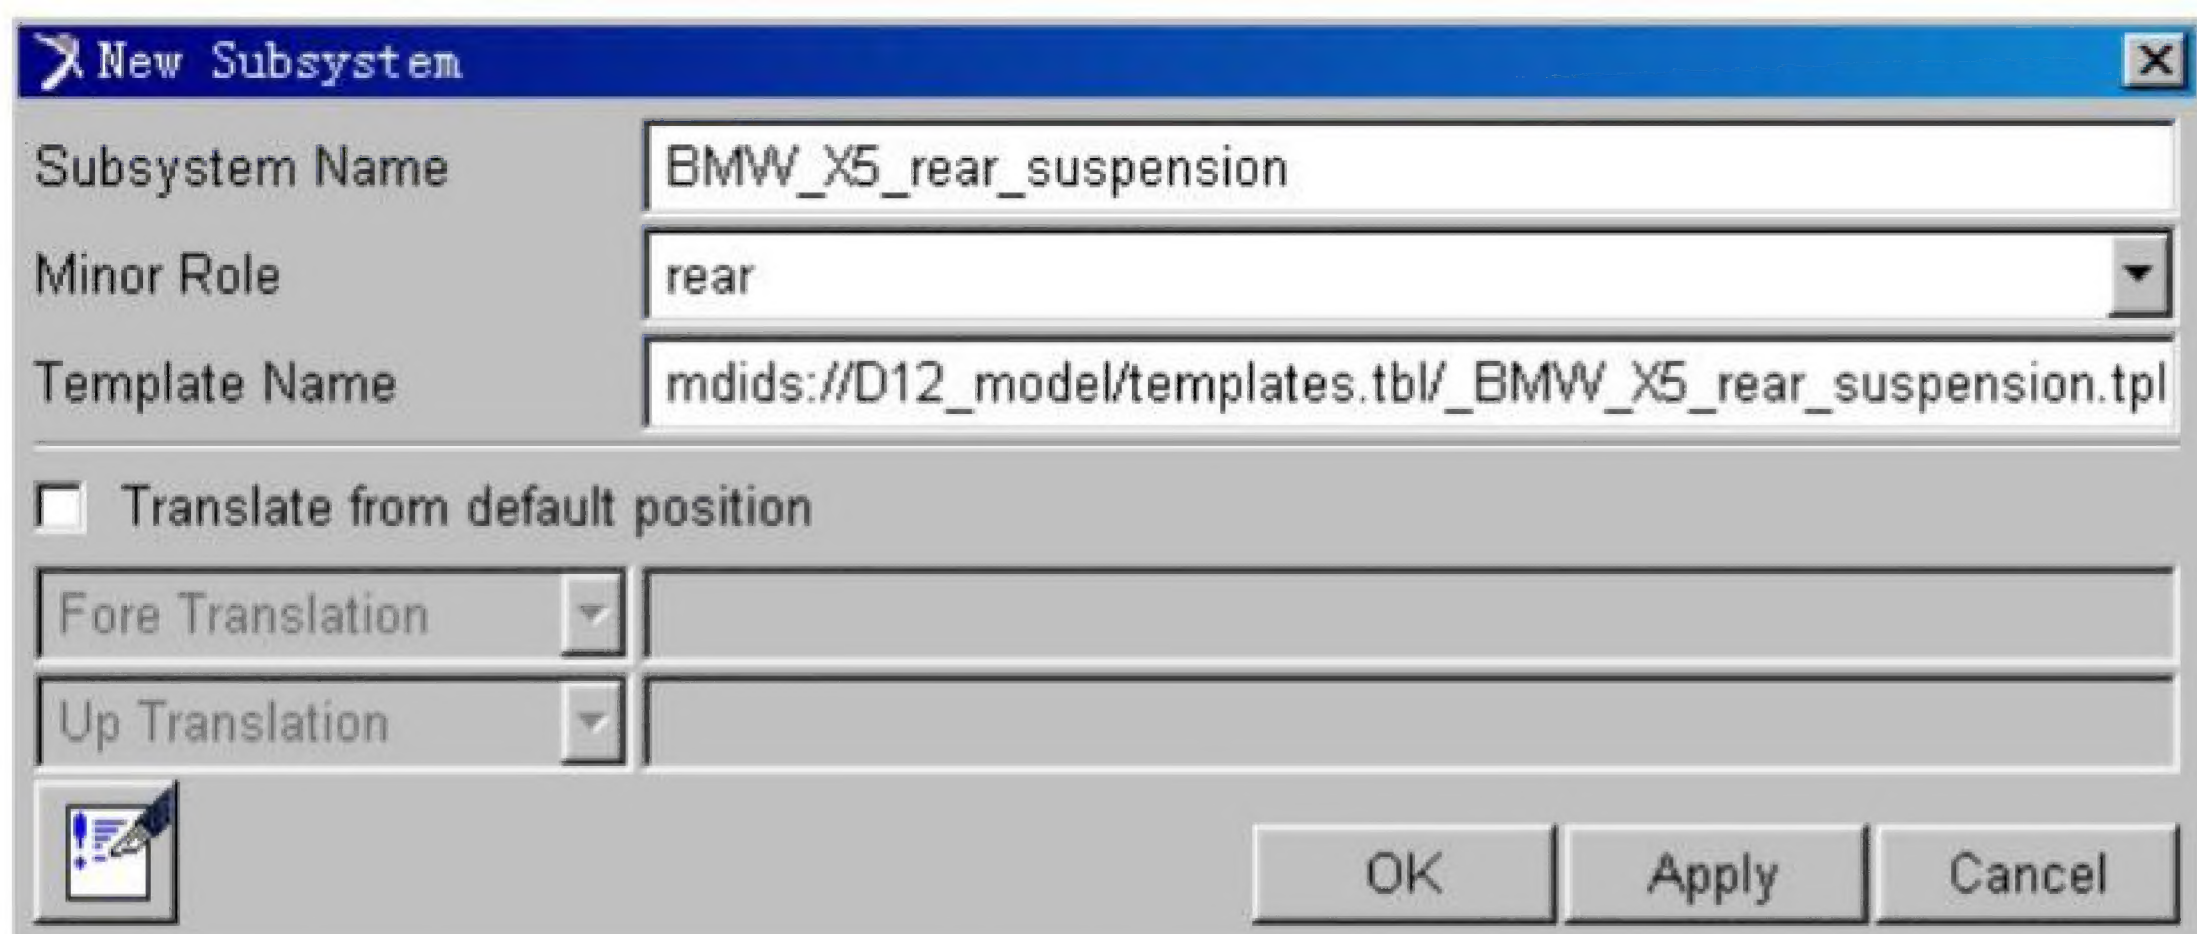 New Subsystem
Subsystem Name BMW_X5_rear_suspension
Minor Role rear
Template Name mdids://D12_model/templates.tbl/_BMW_X5_rear_suspension.tpl
Translate from default position
Fore Translation
Up Translation
OK Apply Cancel